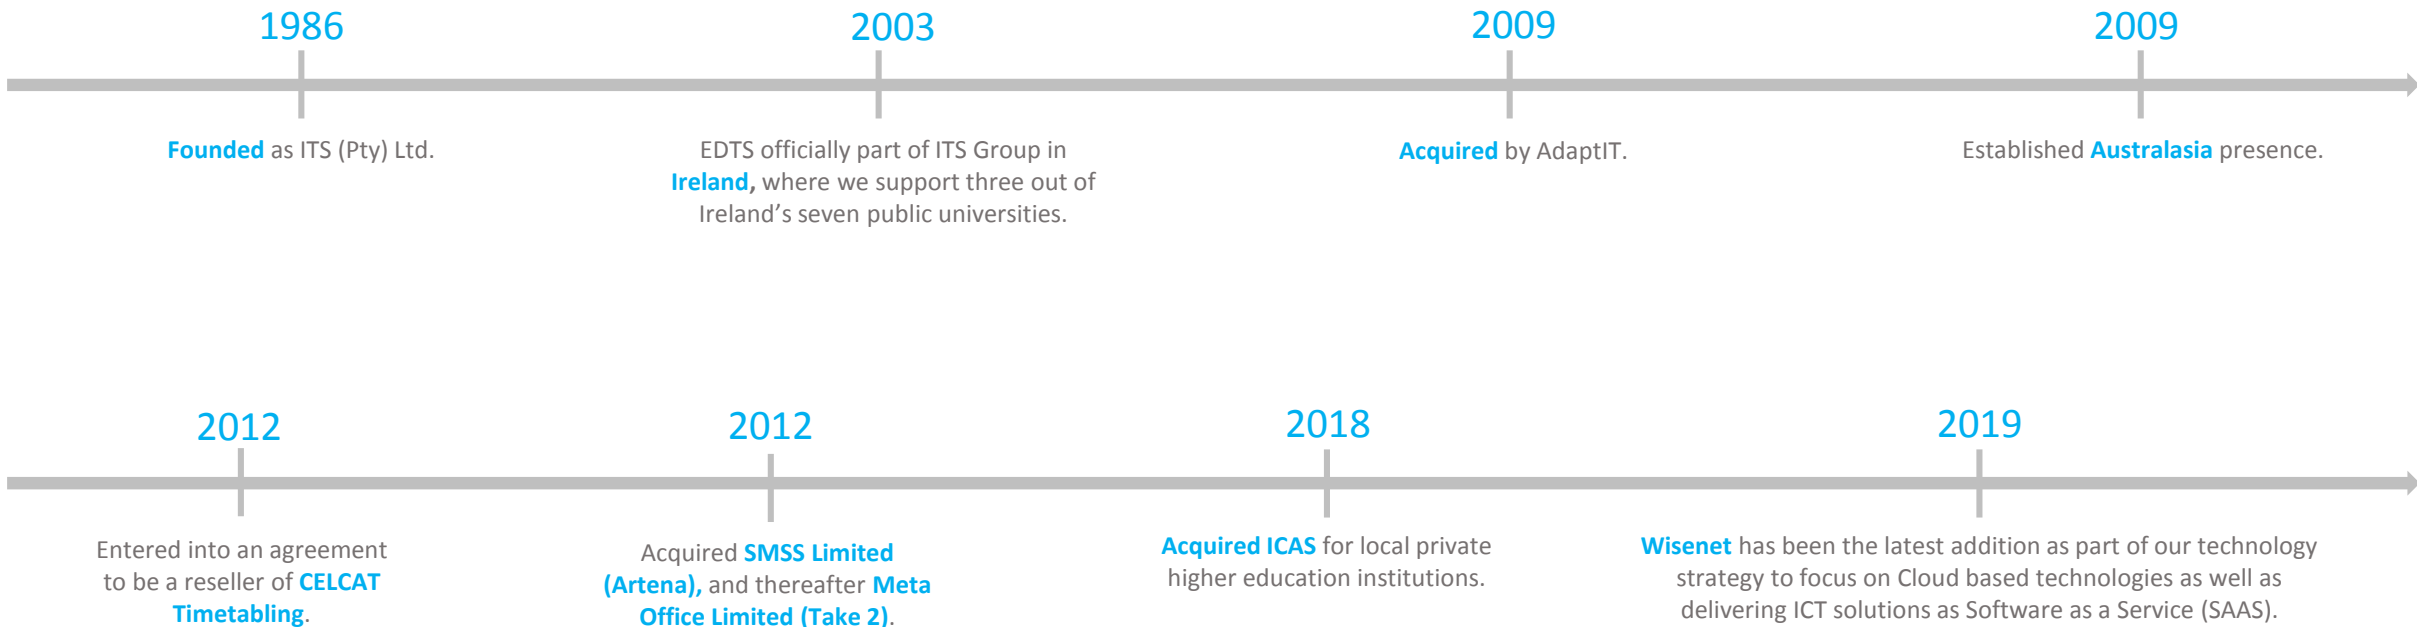 1986
Founded as ITS (Pty) Ltd.
2003
EDTS officially part of ITS Group in
Ireland, where we support three out of
Ireland’s seven public universities.
2009
Acquired by AdaptIT.
2009
Established Australasia presence.
2012
Entered into an agreement
to be a reseller of CELCAT
Timetabling.
2012
Acquired SMSS Limited
(Artena), and thereafter Meta
Office Limited (Take 2).
2018
Acquired ICAS for local private
higher education institutions.
2019
Wisenet has been the latest addition as part of our technology
strategy to focus on Cloud based technologies as well as
delivering ICT solutions as Software as a Service (SAAS).